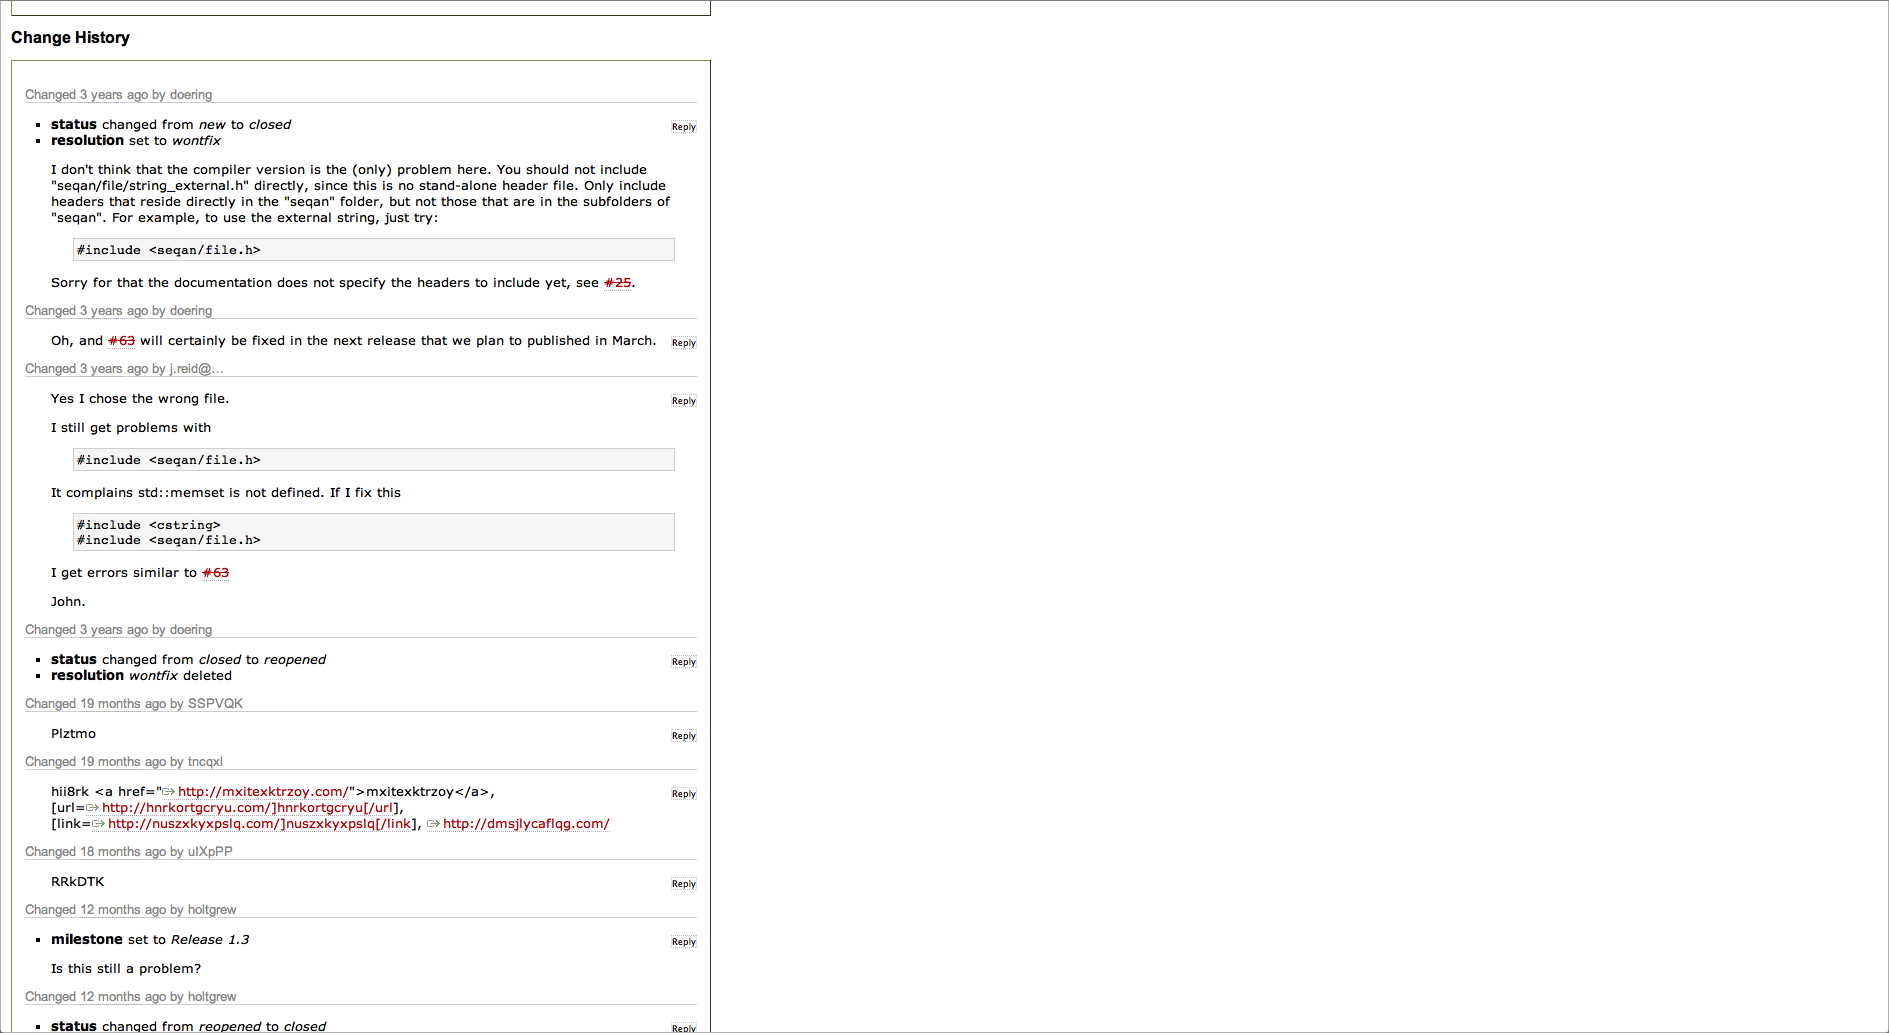 Change History
Changed 3 years ago by doering
status changed from new to closed
Reply
resolution set to wontfix
I don't think that the compiler version is the (only) problem here. You should not include
"seqan/file/string_external.h" directly, since this is no stand-alone header file. Only include
headers that reside directly in the "seqan" folder, but not those that are in the subfolders of
"seqan". For example, to use the external string, just try:
#include <seqan/file.h>
Sorry for that the documentation does not specify the headers to include yet, see #25.
Changed 3 years ago by doering
Oh, and #63 will certainly be fixed in the next release that we plan to published in March.
Reply
Changed 3 years ago by j.reid@…
Yes I chose the wrong file.
Reply
I still get problems with
#include <seqan/file.h>
It complains std::memset is not defined. If I fix this
#include <cstring>
#include <seqan/file.h>
I get errors similar to #63
John.
Changed 3 years ago by doering
status changed from closed to reopened
Reply
resolution wontfix deleted
Changed 19 months ago by SSPVQK
Plztmo
Reply
Changed 19 months ago by tncqxl
hii8rk <a href="http://mxitexktrzoy.com/">mxitexktrzoy</a>,
Reply
[url=http://hnrkortgcryu.com/]hnrkortgcryu[/url],
[link=http://nuszxkyxpslq.com/]nuszxkyxpslq[/link], http://dmsjlycaflqg.com/
Changed 18 months ago by uIXpPP
RRkDTK
Reply
Changed 12 months ago by holtgrew
milestone set to Release 1.3
Reply
Is this still a problem?
Changed 12 months ago by holtgrew
status changed from reopened to closed
Reply